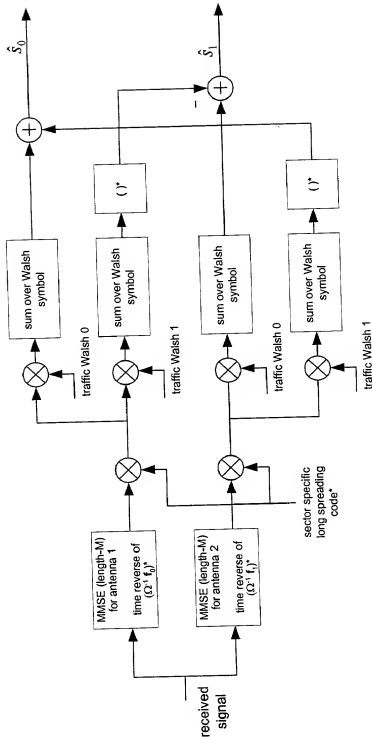 received
signal
MMSE (length-M)
for antenna 1
time reverse of
(Ω⁻¹ f₀)*
MMSE (length-M)
for antenna 2
time reverse of
(Ω⁻¹ f₁)*
sector specific
long spreading
code*
traffic Walsh 0
traffic Walsh 1
traffic Walsh 0
traffic Walsh 1
sum over Walsh
symbol
sum over Walsh
symbol
sum over Walsh
symbol
sum over Walsh
symbol
( )*
( )*
+
+
−
ŝ₀
ŝ₁